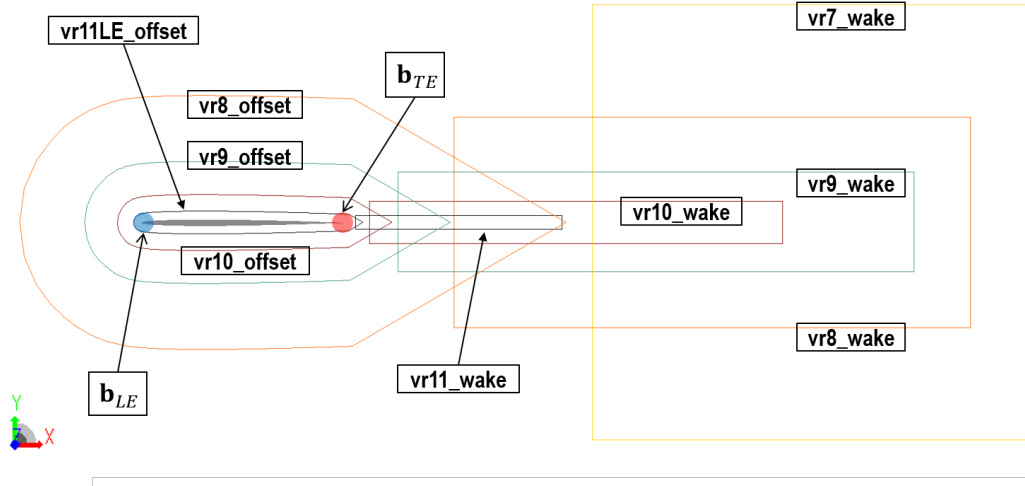 vr7_wake
vr11LE_offset
𝐛_TE
vr8_offset
vr9_offset
vr9_wake
vr10_wake
vr10_offset
vr8_wake
vr11_wake
𝐛_LE
Y
Z X